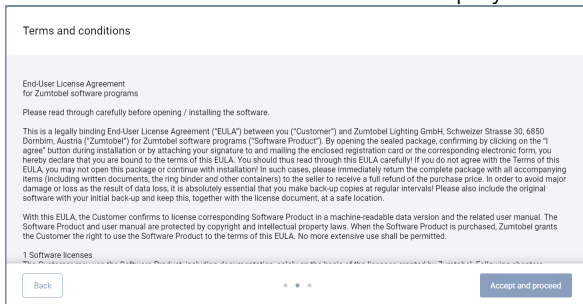 Terms and conditions
End-User License Agreement
for Zumtobel software programs
Please read through carefully before opening / installing the software.
This is a legally binding End-User License Agreement ("EULA") between you ("Customer") and Zumtobel Lighting GmbH, Schweizer Strasse 30, 6850
Dornbirn, Austria ("Zumtobel") for Zumtobel software programs ("Software Product"). By opening the sealed package, confirming by clicking on the "I
agree" button during installation or by attaching your signature to and mailing the enclosed registration card or the corresponding electronic form, you
hereby declare that you are bound to the terms of this EULA. You should thus read through this EULA carefully! If you do not agree with the Terms of this
EULA, you may not open this package or continue with installation! In such cases, please immediately return the complete package with all accompanying
items (including written documents, the ring binder and other containers) to the seller to receive a full refund of the purchase price. In order to avoid major
damage or loss as the result of data loss, it is absolutely essential that you make back-up copies at regular intervals! Please also include the original
software with your initial back-up and keep this, together with the license document, at a safe location.
With this EULA, the Customer confirms to license corresponding Software Product in a machine-readable data version and the related user manual. The
Software Product and user manual are protected by copyright and intellectual property laws. When the Software Product is purchased, Zumtobel grants
the Customer the right to use the Software Product to the terms of this EULA. No more extensive use shall be permitted.
1 Software licenses
Back
Accept and proceed